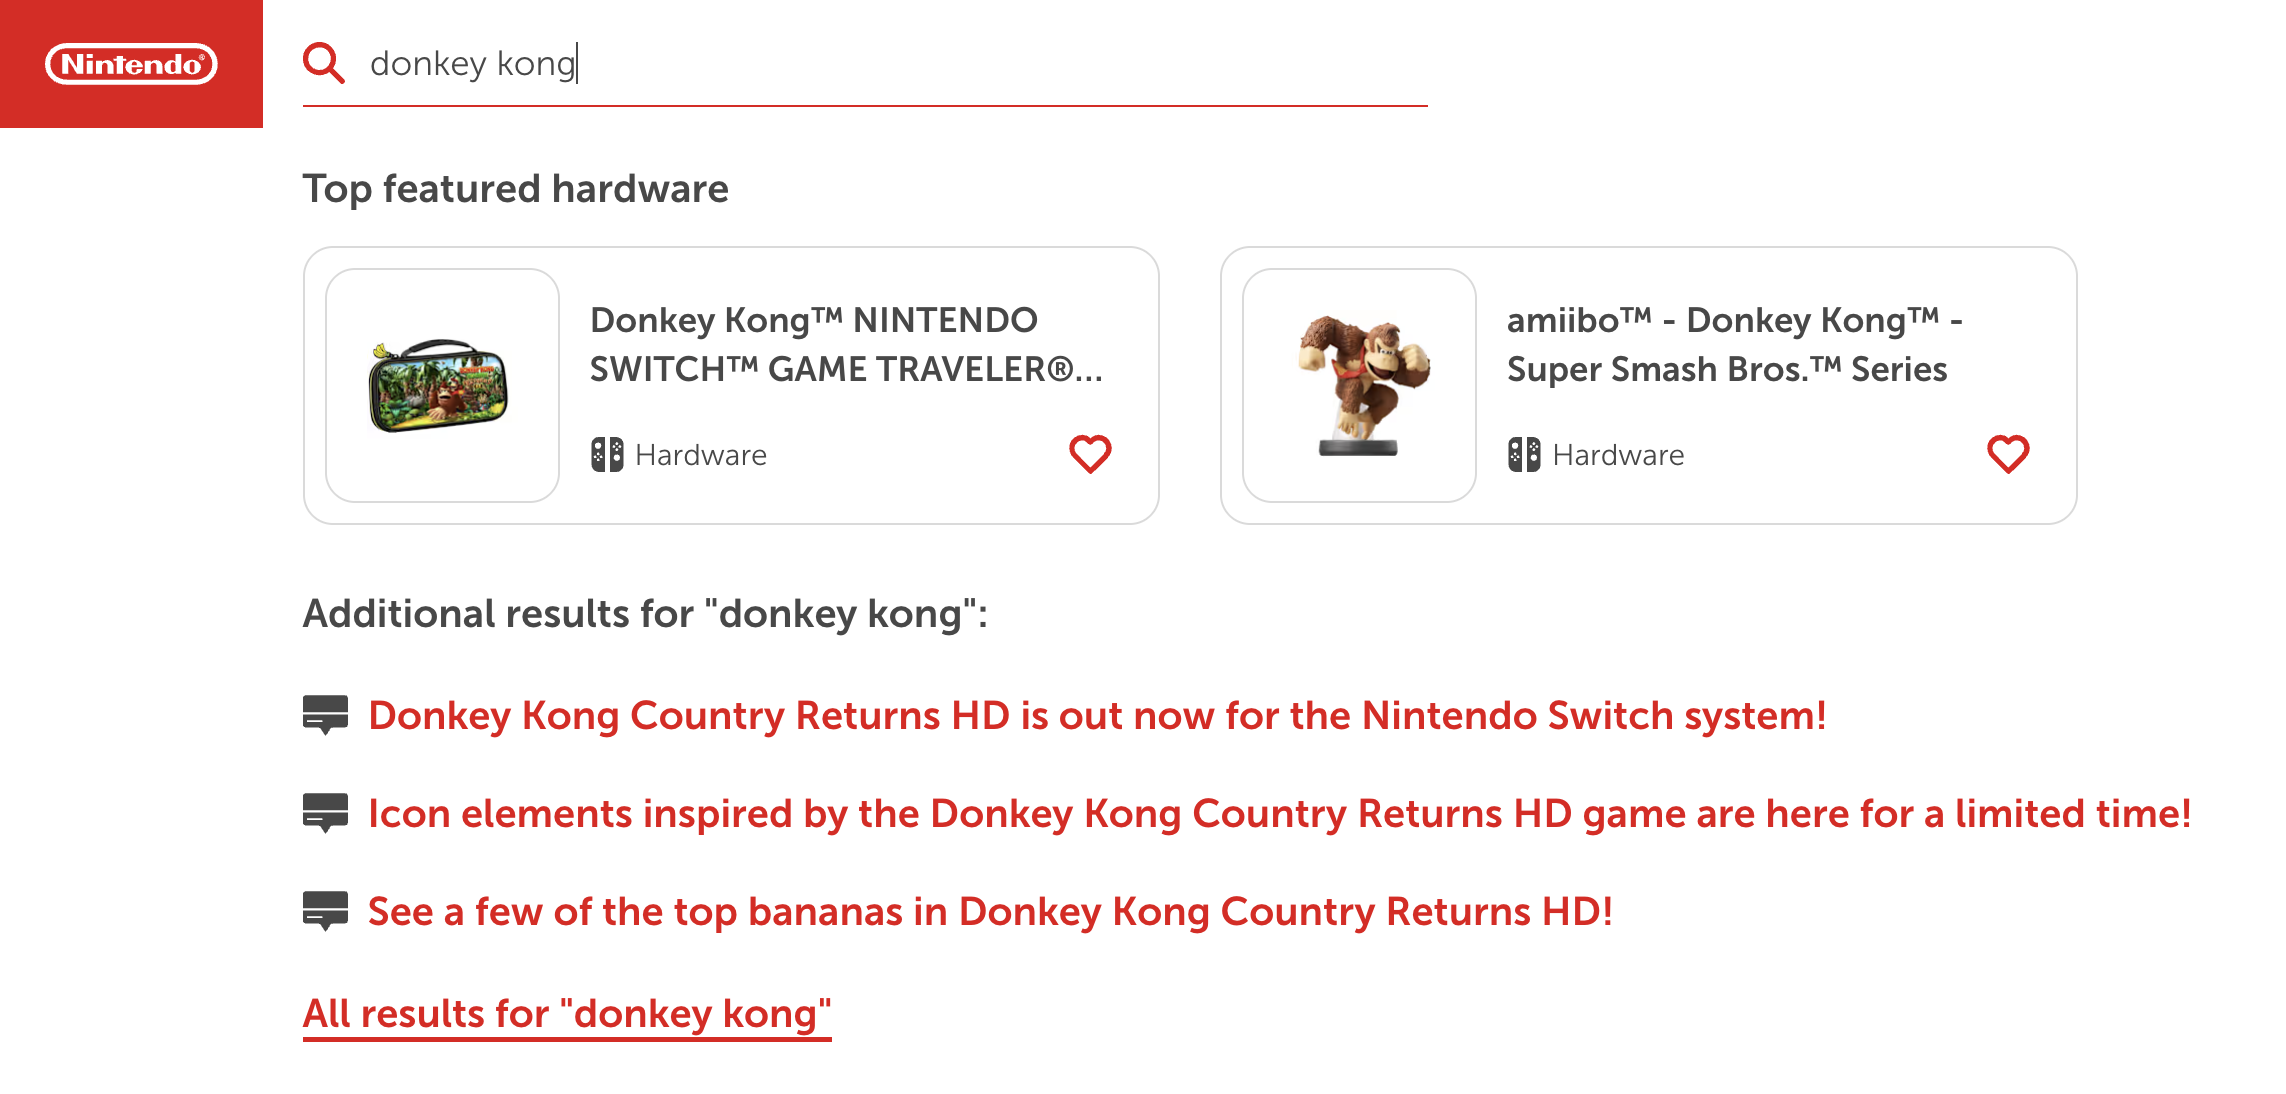 Nintendo®
donkey kong
Top featured hardware
Donkey Kong™ NINTENDO
SWITCH™ GAME TRAVELER®...
Hardware
amiibo™ - Donkey Kong™ -
Super Smash Bros.™ Series
Hardware
Additional results for "donkey kong":
Donkey Kong Country Returns HD is out now for the Nintendo Switch system!
Icon elements inspired by the Donkey Kong Country Returns HD game are here for a limited time!
See a few of the top bananas in Donkey Kong Country Returns HD!
All results for "donkey kong"